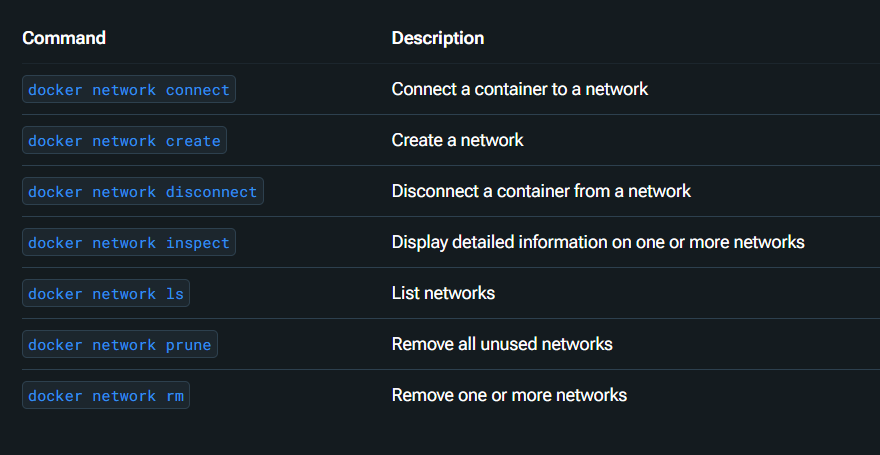 Command Description
docker network connect Connect a container to a network
docker network create Create a network
docker network disconnect Disconnect a container from a network
docker network inspect Display detailed information on one or more networks
docker network ls List networks
docker network prune Remove all unused networks
docker network rm Remove one or more networks